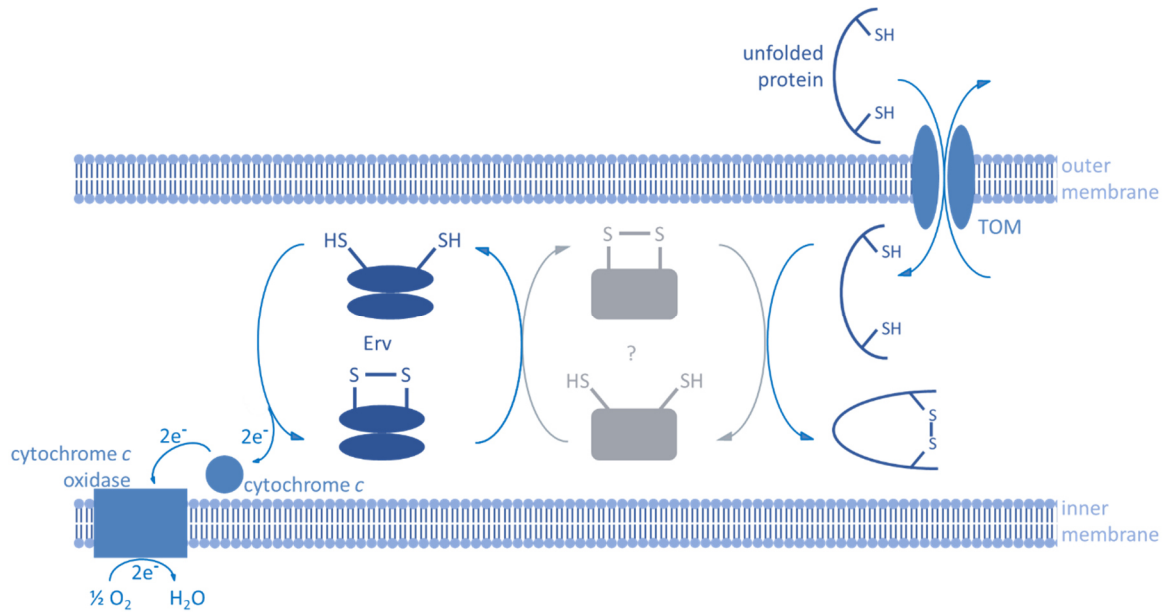 unfolded
protein
SH
SH
outer
membrane
TOM
HS
SH
S
S
SH
SH
Erv
?
S
S
HS
SH
S
S
2e-
2e-
cytochrome c
oxidase
cytochrome c
inner
membrane
2e-
½ O₂
H₂O